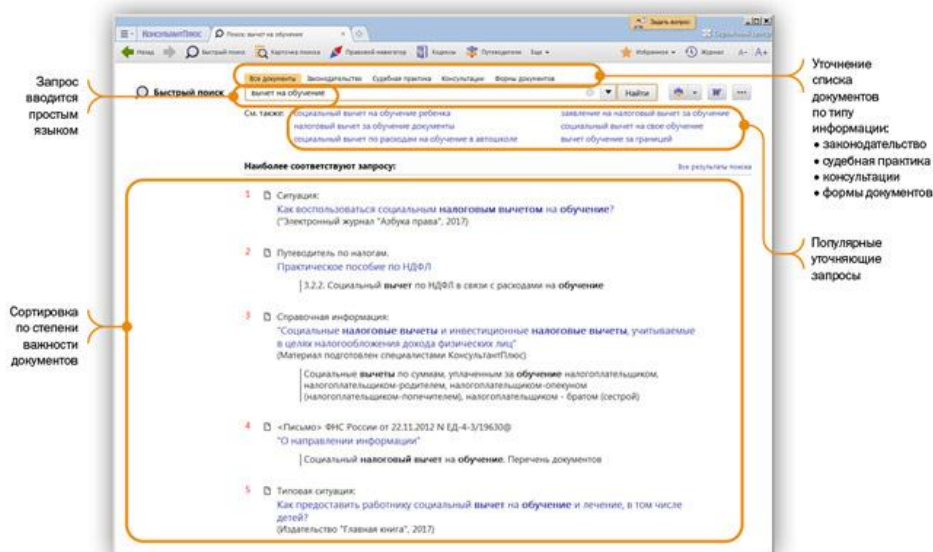 Задать вопрос
КонсультантПлюс
Поиск: вычет на обучение
Сервисный центр
Назад
Быстрый поиск
Карточка поиска
Правовой навигатор
Кодексы
Путеводители
Еще
Избранное
Журнал
A- A+
Все документы Законодательство Судебная практика Консультации Формы документов
Быстрый поиск
вычет на обучение
Найти
W
См. также: социальный вычет на обучение ребенка
налоговый вычет за обучение документы
социальный вычет по расходам на обучение в автошколе
заявление на налоговый вычет за обучение
социальный вычет на свое обучение
вычет обучение за границей
Наиболее соответствуют запросу:
Все результаты поиска
1 Ситуация:
Как воспользоваться социальным налоговым вычетом на обучение?
("Электронный журнал "Азбука права", 2017)
2 Путеводитель по налогам.
Практическое пособие по НДФЛ
3.2.2. Социальный вычет по НДФЛ в связи с расходами на обучение
3 Справочная информация:
"Социальные налоговые вычеты и инвестиционные налоговые вычеты, учитываемые
в целях налогообложения дохода физических лиц"
(Материал подготовлен специалистами КонсультантПлюс)
Социальные вычеты по суммам, уплаченным за обучение налогоплательщиком,
налогоплательщиком-родителем, налогоплательщиком-опекуном
(налогоплательщиком-попечителем), налогоплательщиком - братом (сестрой)
4 <Письмо> ФНС России от 22.11.2012 N ЕД-4-3/19630@
"О направлении информации"
Социальный налоговый вычет на обучение. Перечень документов
5 Типовая ситуация:
Как предоставить работнику социальный вычет на обучение и лечение, в том числе
детей?
(Издательство "Главная книга", 2017)
Запрос
вводится
простым
языком
Сортировка
по степени
важности
документов
Уточнение
списка
документов
по типу
информации:
• законодательство
• судебная практика
• консультации
• формы документов
Популярные
уточняющие
запросы